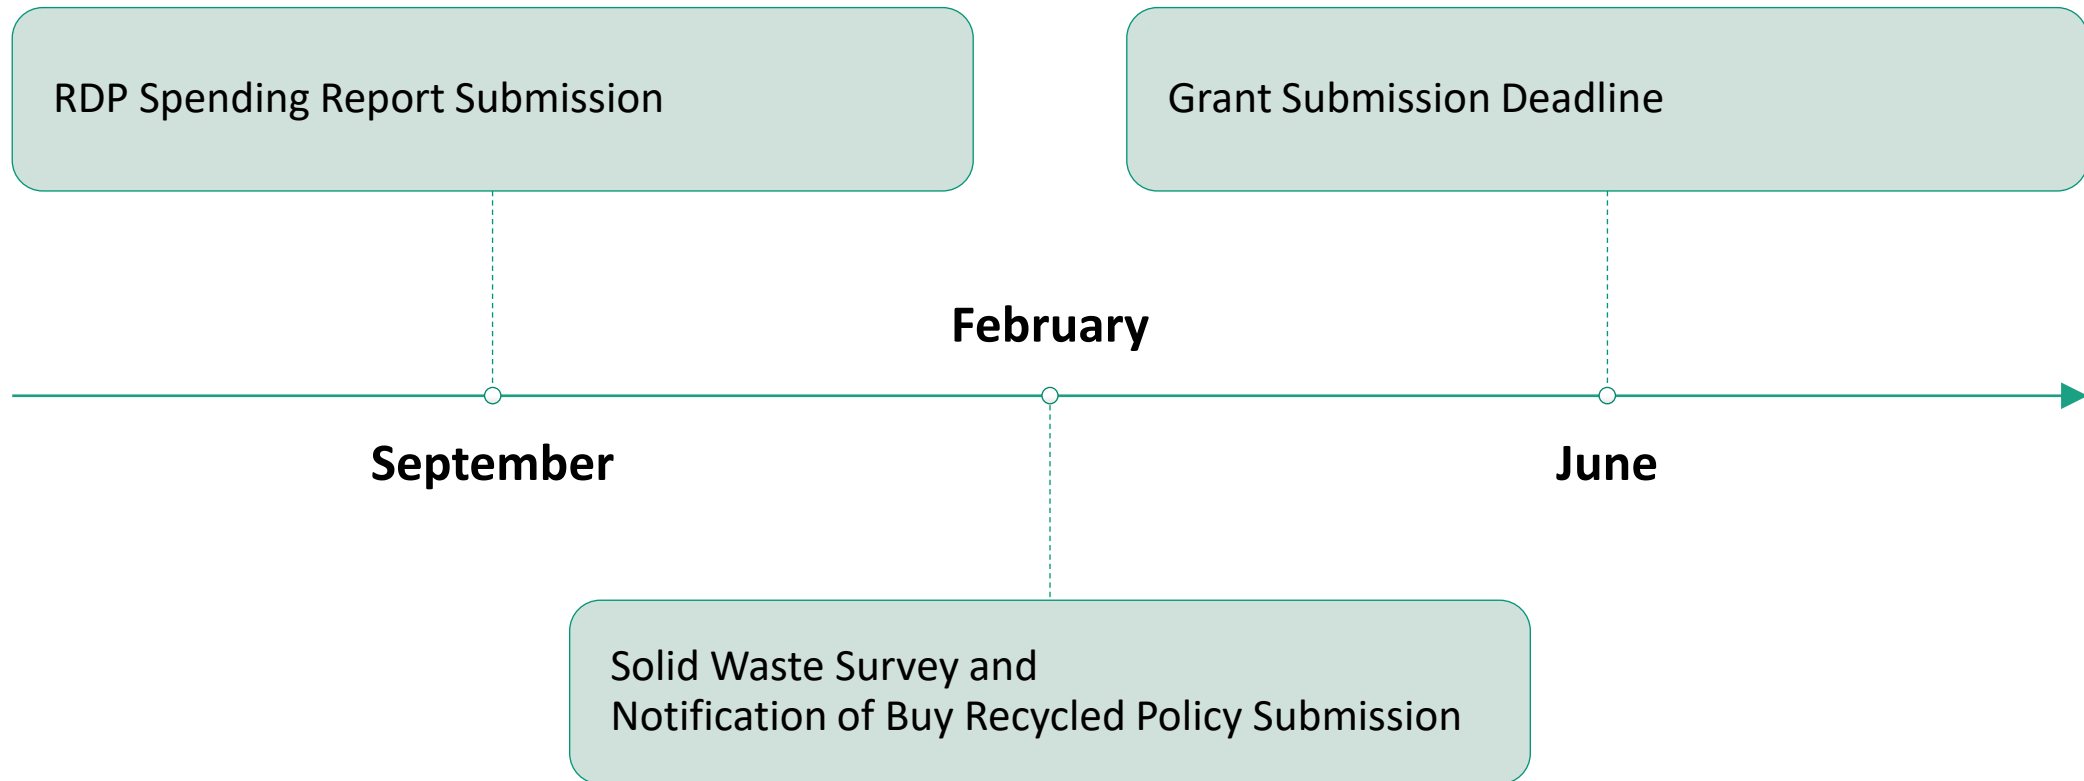 RDP Spending Report Submission
Grant Submission Deadline
February
September
June
Solid Waste Survey and
Notification of Buy Recycled Policy Submission